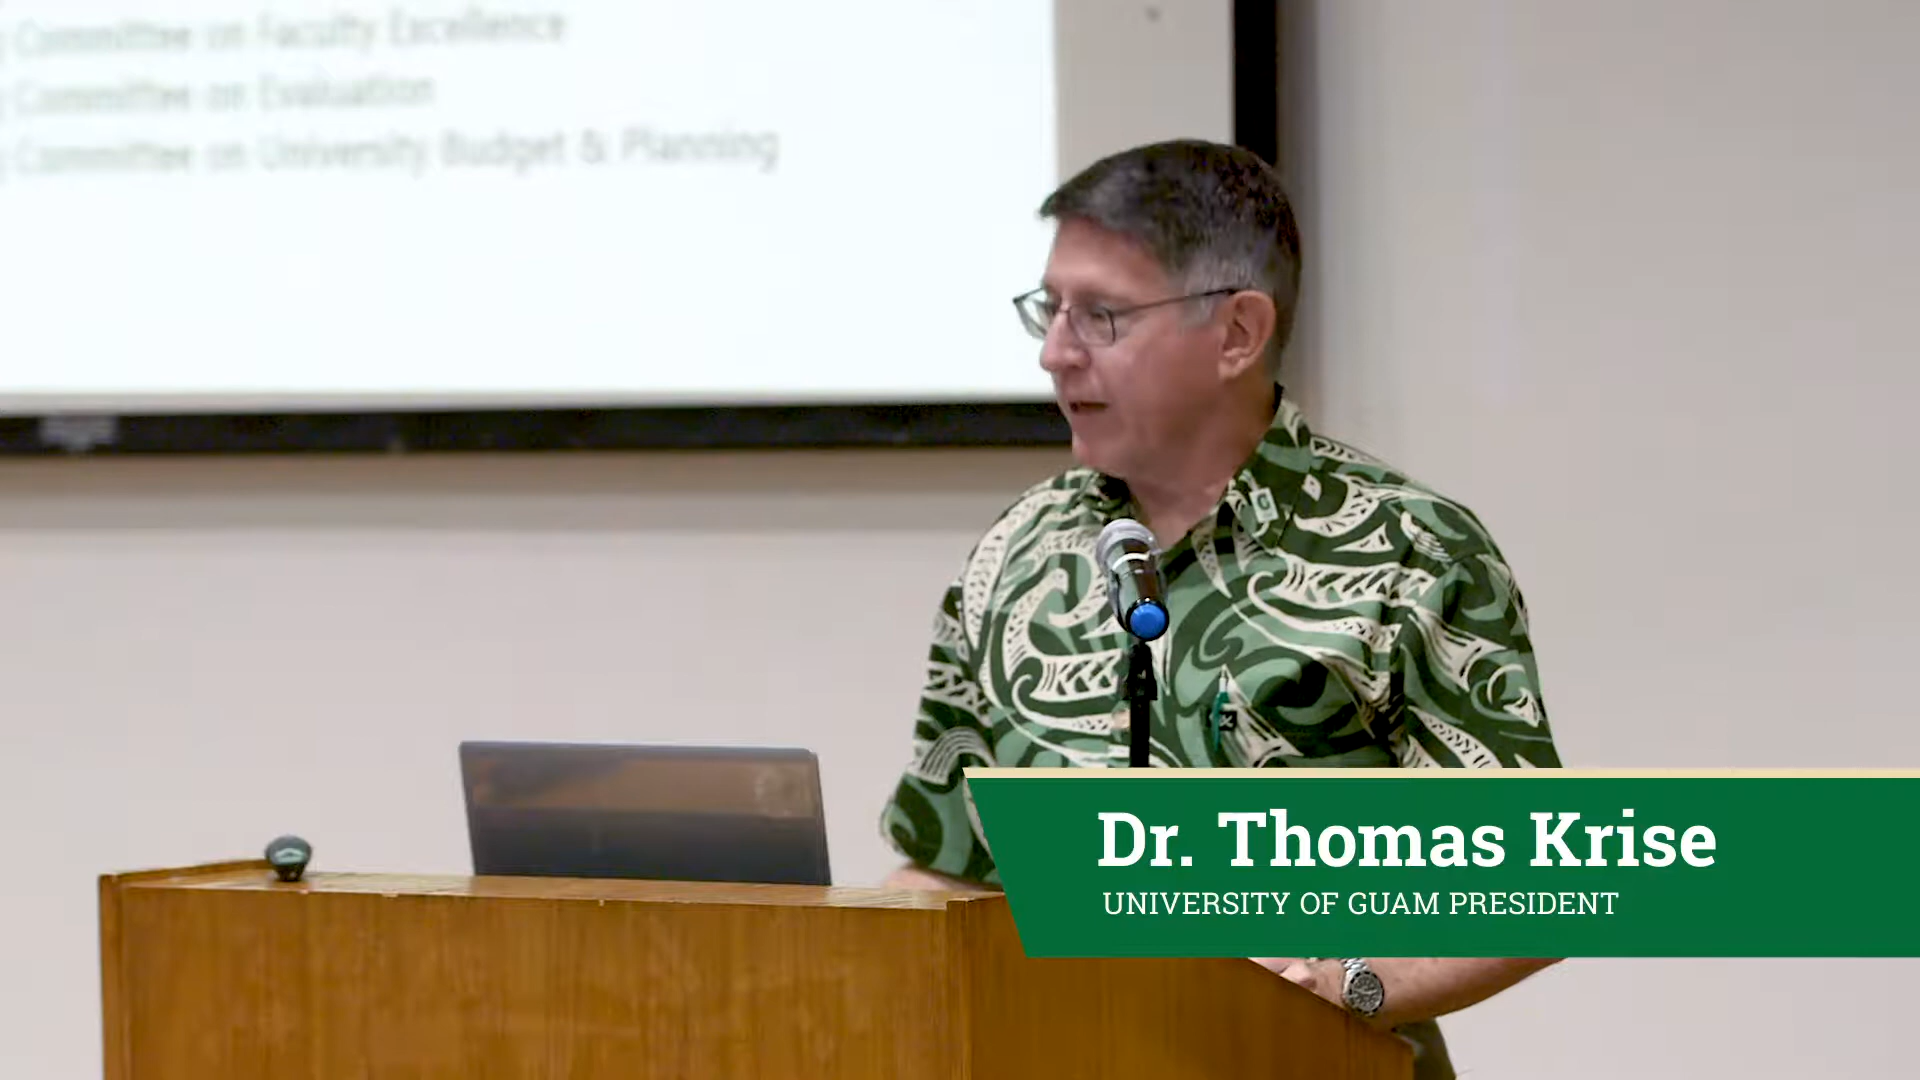 Committee on Faculty Excellence
Committee on Evaluation
Committee on University Budget & Planning
G
Dr. Thomas Krise
UNIVERSITY OF GUAM PRESIDENT